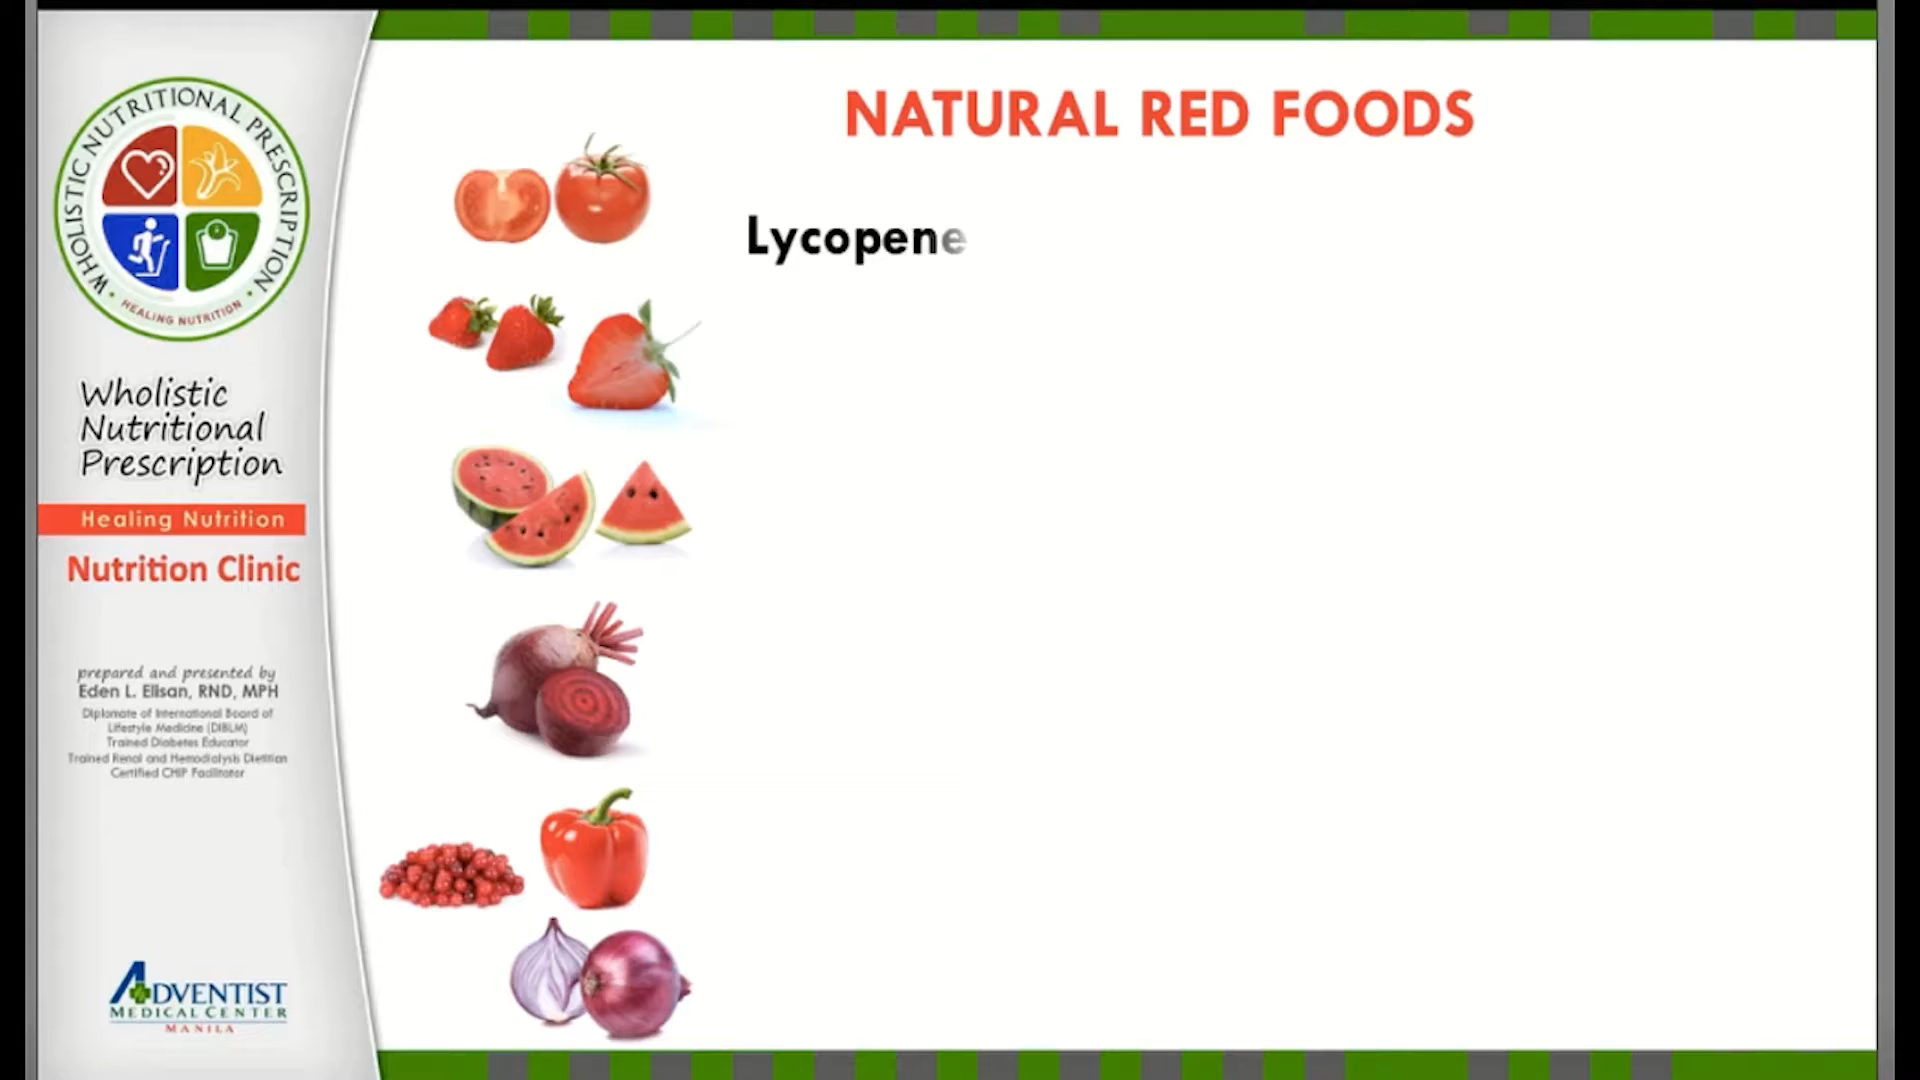 WHOLISTIC NUTRITIONAL PRESCRIPTION
HEALING NUTRITION
Wholistic
Nutritional
Prescription
Healing Nutrition
Nutrition Clinic
prepared and presented by
Eden L. Elisan, RND, MPH
Diplomate of International Board of
Lifestyle Medicine (DIBLM)
Trained Diabetes Educator
Trained Renal and Hemodialysis Dietitian
Certified CHIP Facilitator
ADVENTIST
MEDICAL CENTER
MANILA
NATURAL RED FOODS
Lycopene